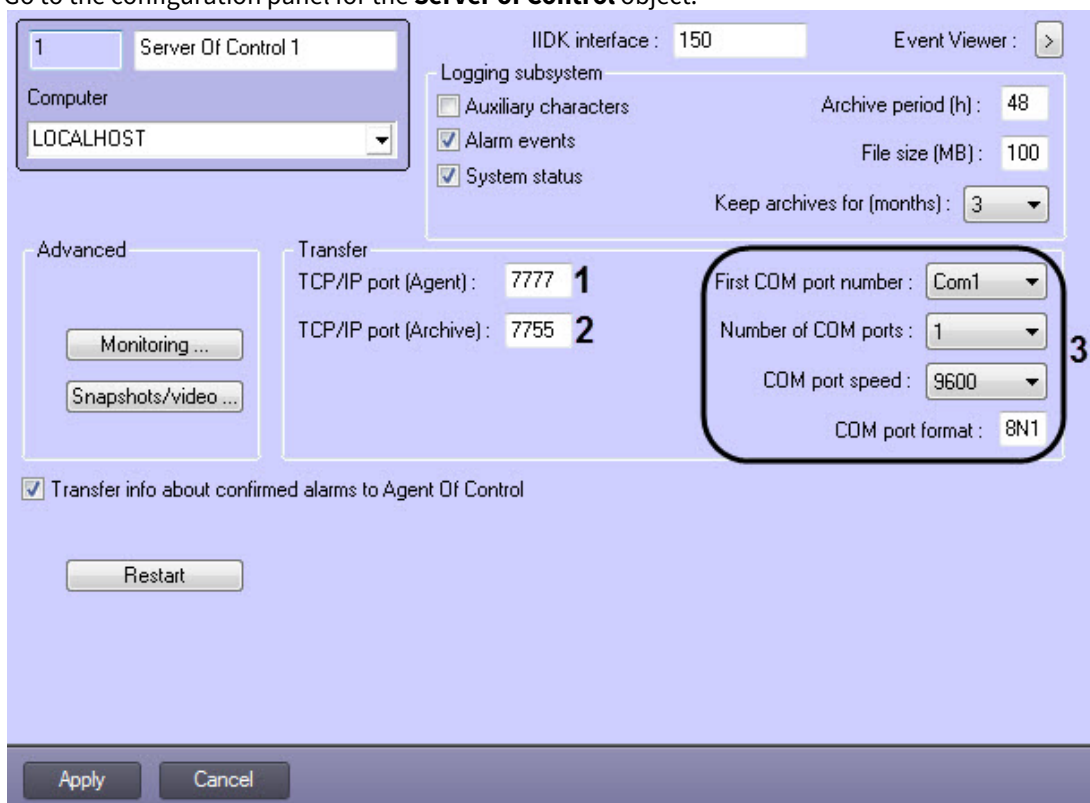 Go to the configuration panel for the Server of Control object.
1 Server Of Control 1
Computer
LOCALHOST
IIDK interface : 150
Event Viewer : >
Logging subsystem
Auxiliary characters
Alarm events
System status
Archive period (h) : 48
File size (MB) : 100
Keep archives for (months) : 3
Advanced
Monitoring ...
Snapshots/video ...
Transfer
TCP/IP port (Agent) : 7777 1
TCP/IP port (Archive) : 7755 2
First COM port number : Com1
Number of COM ports : 1
COM port speed : 9600
COM port format : 8N1
3
Transfer info about confirmed alarms to Agent Of Control
Restart
Apply Cancel